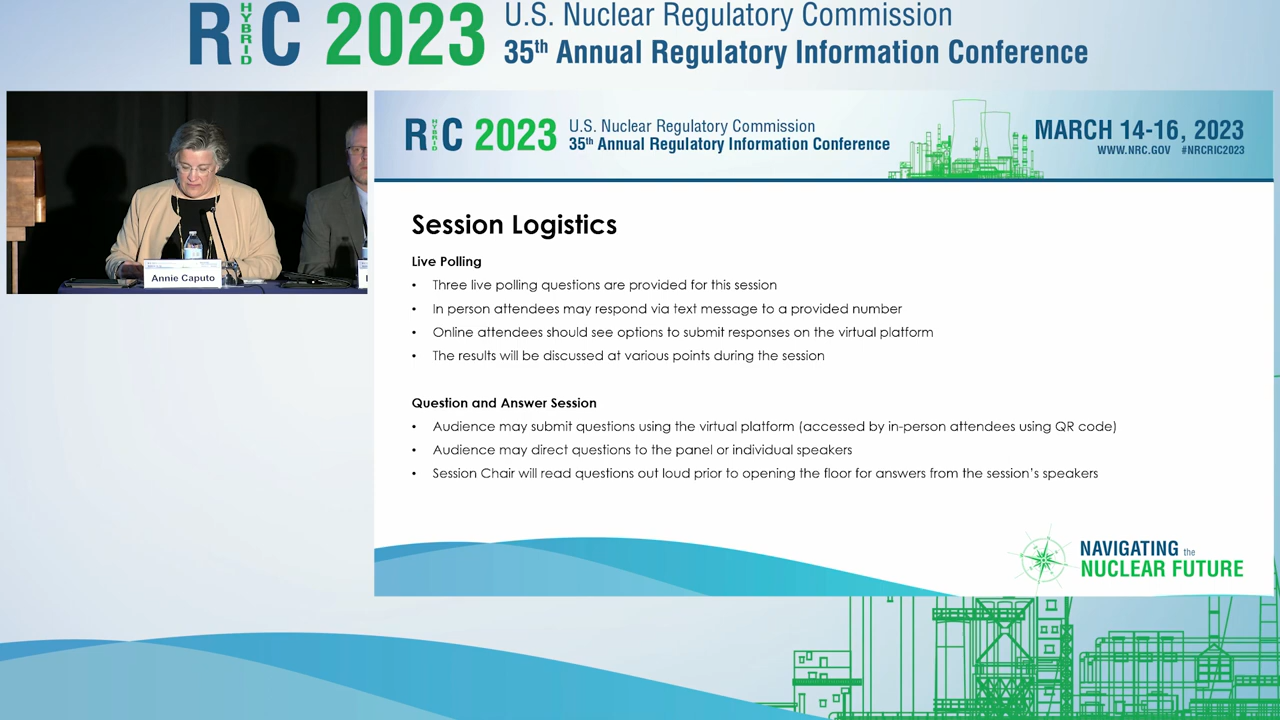 RIC 2023
HYBRID
U.S. Nuclear Regulatory Commission
35th Annual Regulatory Information Conference
Annie Caputo
RIC 2023
HYBRID
U.S. Nuclear Regulatory Commission
35th Annual Regulatory Information Conference
MARCH 14-16, 2023
WWW.NRC.GOV #NRCRIC2023
Session Logistics
Live Polling
• Three live polling questions are provided for this session
• In person attendees may respond via text message to a provided number
• Online attendees should see options to submit responses on the virtual platform
• The results will be discussed at various points during the session
Question and Answer Session
• Audience may submit questions using the virtual platform (accessed by in-person attendees using QR code)
• Audience may direct questions to the panel or individual speakers
• Session Chair will read questions out loud prior to opening the floor for answers from the session's speakers
NAVIGATING the
NUCLEAR FUTURE